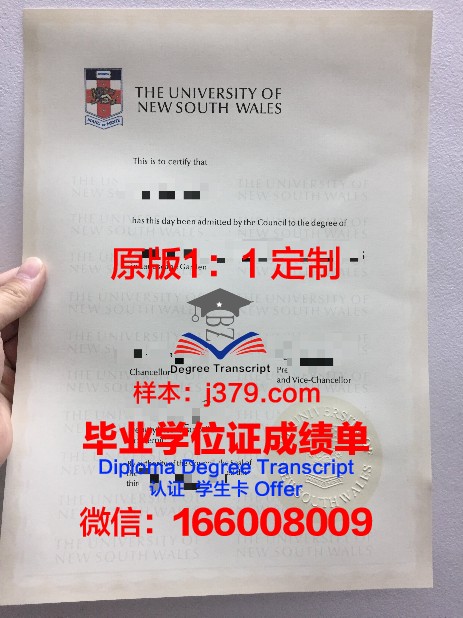 THE UNIVERSITY OF
NEW SOUTH WALES
This is to certify that
has this day been admitted by the Council to the degree of
原版1：1 定制
Garden
BZ
Degree Transcript
Chancellor
Pre
and Vice-Chancellor
样本：j379.com
毕业学位证成绩单
Diploma Degree Transcript
认证 学生卡 Offer
微信：166008009